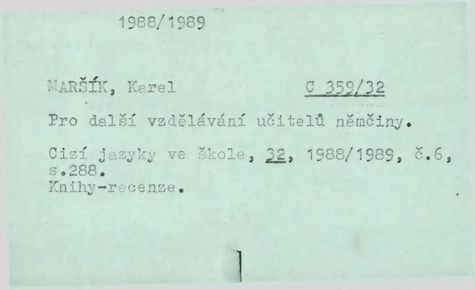 1988/1989
MARŠÍK, Karel C 359/32
Pro další vzdělávání učitelů němčiny.
Cizí jazyky ve škole, 32, 1988/1989, č.6,
s.288.
Knihy-recenze.